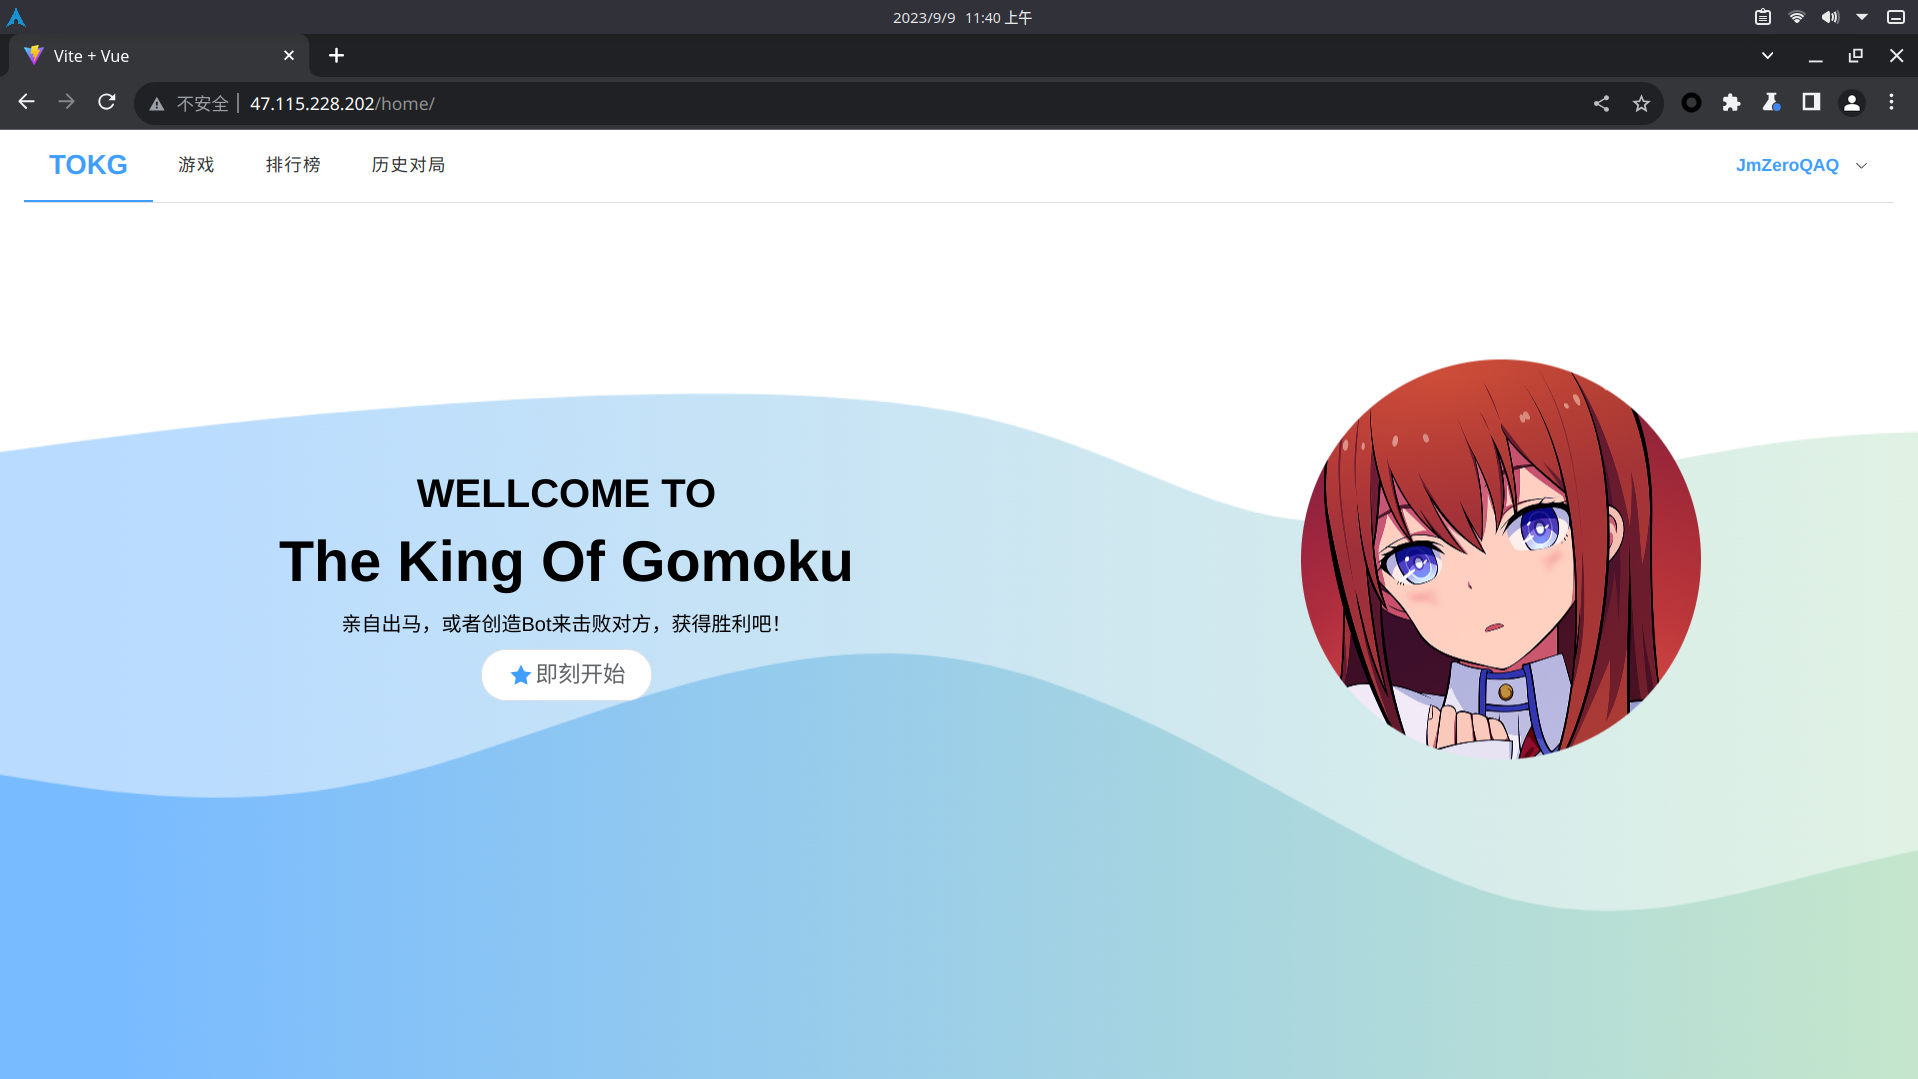 2023/9/9 11:40 上午
Vite + Vue
不安全 47.115.228.202/home/
TOKG 游戏 排行榜 历史对局 JmZeroQAQ
WELLCOME TO
The King Of Gomoku
亲自出马，或者创造Bot来击败对方，获得胜利吧！
即刻开始